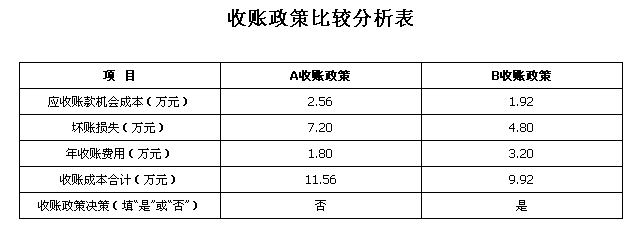 收账政策比较分析表
项 目 A收账政策 B收账政策
应收账款机会成本（万元） 2.56 1.92
坏账损失（万元） 7.20 4.80
年收账费用（万元） 1.80 3.20
收账成本合计（万元） 11.56 9.92
收账政策决策（填“是”或“否”） 否 是